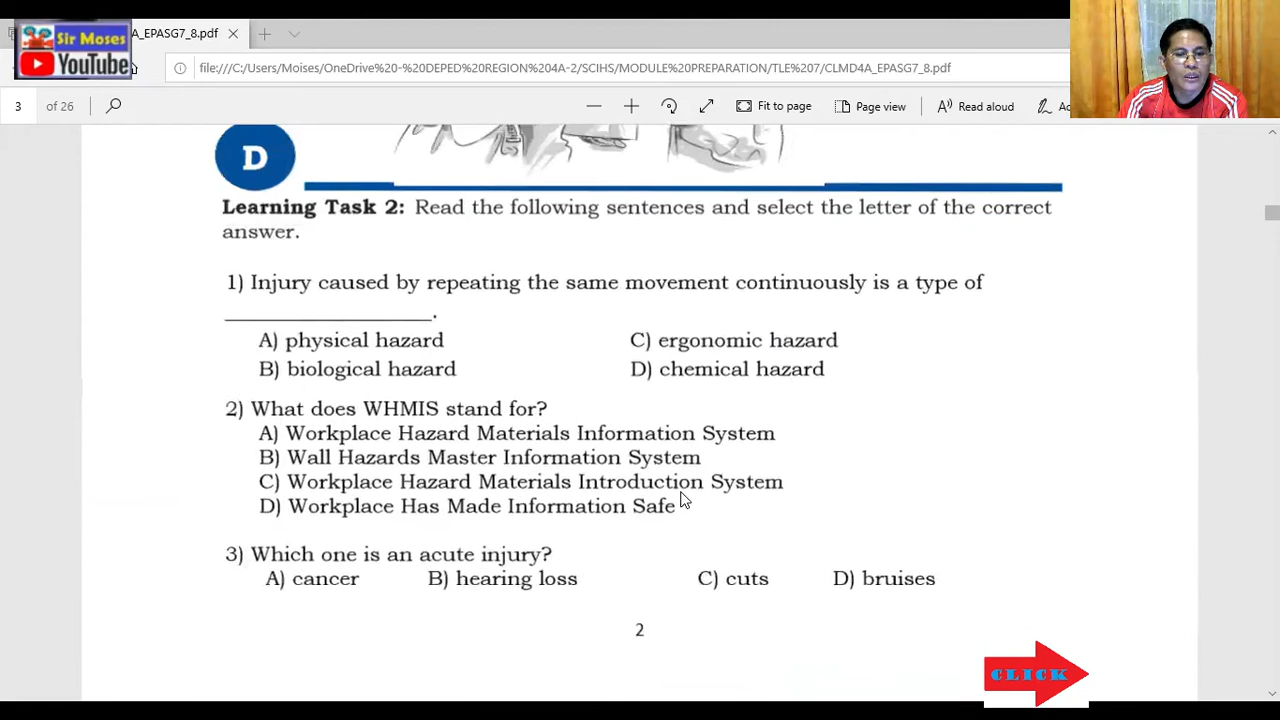 Sir Moses
YouTube
A_EPASG7_8.pdf
file:///C:/Users/Moises/OneDrive%20-%20DEPED%20REGION%204A-2/SCIHS/MODULE%20PREPARATION/TLE%207/CLMD4A_EPASG7_8.pdf
3 of 26
Fit to page
Page view
Read aloud
D
Learning Task 2: Read the following sentences and select the letter of the correct
answer.
1) Injury caused by repeating the same movement continuously is a type of
___________________.
A) physical hazard C) ergonomic hazard
B) biological hazard D) chemical hazard
2) What does WHMIS stand for?
A) Workplace Hazard Materials Information System
B) Wall Hazards Master Information System
C) Workplace Hazard Materials Introduction System
D) Workplace Has Made Information Safe
3) Which one is an acute injury?
A) cancer B) hearing loss C) cuts D) bruises
2
CLICK